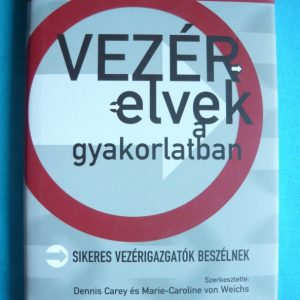 VEZÉR
elvek
a
gyakorlatban
SIKERES VEZÉRIGAZGATÓK BESZÉLNEK
Szerkesztette:
Dennis Carey és Marie-Caroline von Weichs